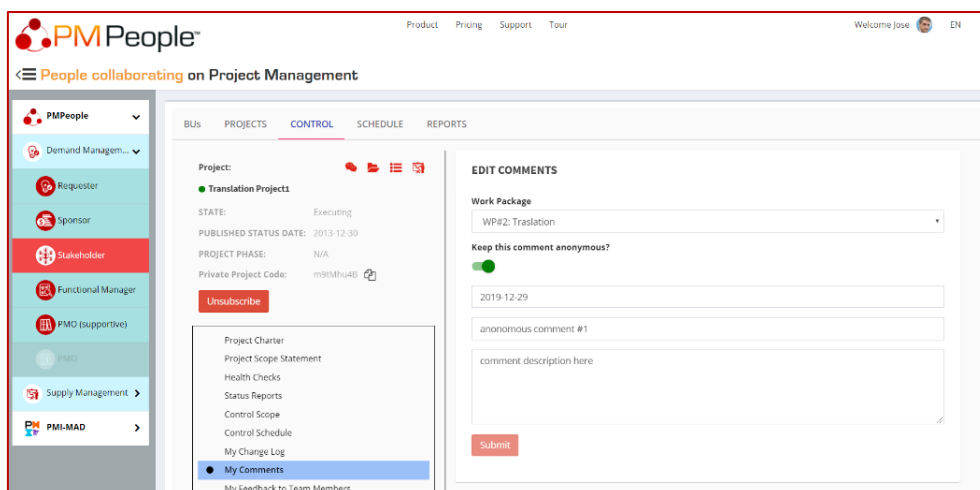 PMPeople™
Product Pricing Support Tour
Welcome Jose EN
People collaborating on Project Management
PMPeople
Demand Managem...
Requester
Sponsor
Stakeholder
Functional Manager
PMO (supportive)
PMO
Supply Management
PMI-MAD
BUs PROJECTS CONTROL SCHEDULE REPORTS
Project:
Translation Project1
STATE: Executing
PUBLISHED STATUS DATE: 2013-12-30
PROJECT PHASE: N/A
Private Project Code: m9tMhu4B
Unsubscribe
Project Charter
Project Scope Statement
Health Checks
Status Reports
Control Scope
Control Schedule
My Change Log
My Comments
My Feedback to Team Members
EDIT COMMENTS
Work Package
WP#2: Traslation
Keep this comment anonymous?
2019-12-29
anonomous comment #1
comment description here
Submit